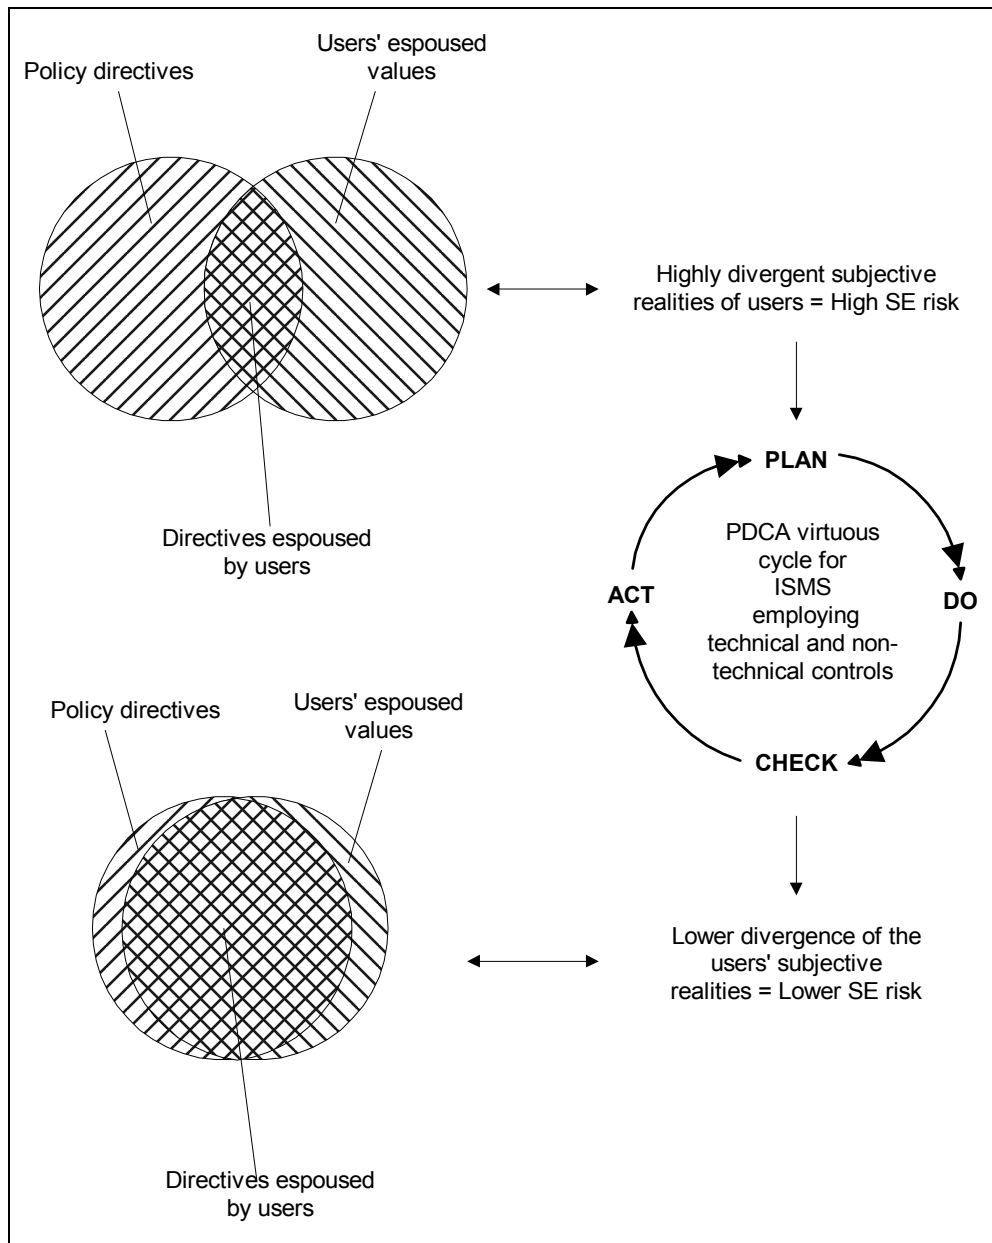 Users' espoused
values
Policy directives
Highly divergent subjective
realities of users = High SE risk
Directives espoused
by users
PLAN
PDCA virtuous
cycle for
ISMS
employing
technical and non-
technical controls
ACT
DO
CHECK
Policy directives
Users' espoused
values
Lower divergence of the
users' subjective
realities = Lower SE risk
Directives espoused
by users